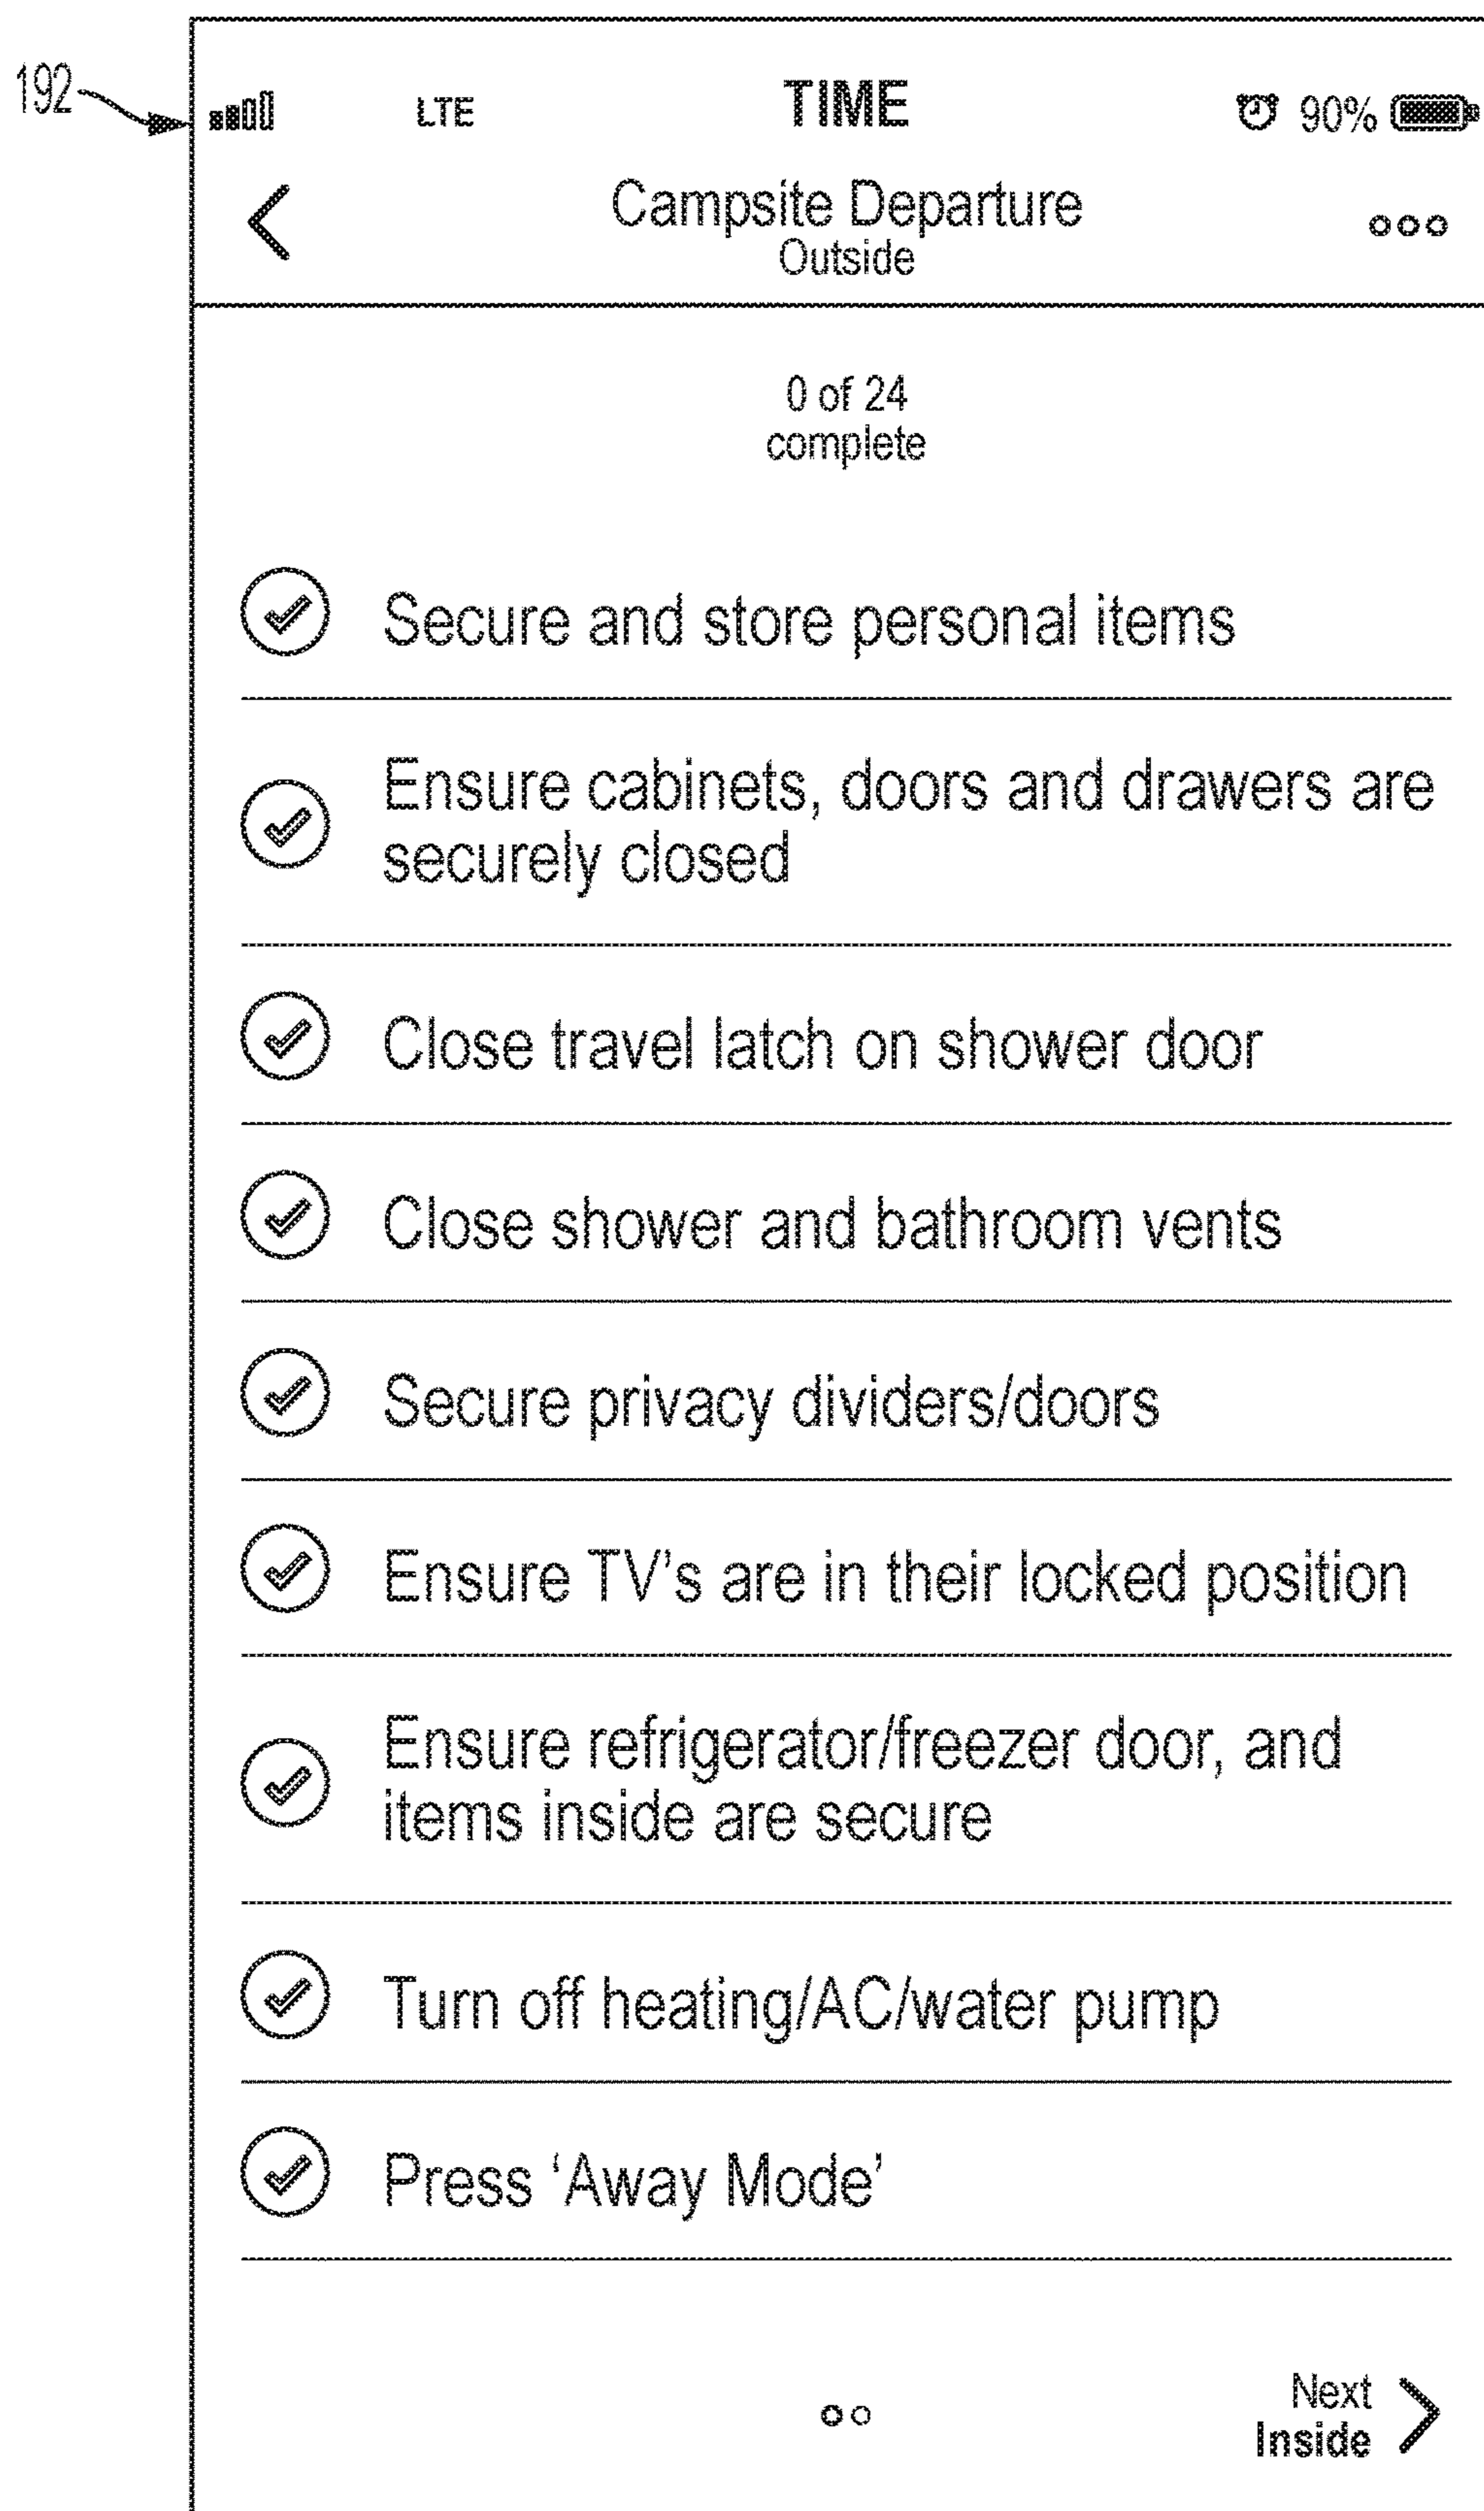 192
LTE
TIME
90%
Campsite Departure
Outside
0 of 24
complete
Secure and store personal items
Ensure cabinets, doors and drawers are
securely closed
Close travel latch on shower door
Close shower and bathroom vents
Secure privacy dividers/doors
Ensure TV's are in their locked position
Ensure refrigerator/freezer door, and
items inside are secure
Turn off heating/AC/water pump
Press ‘Away Mode’
Next
Inside